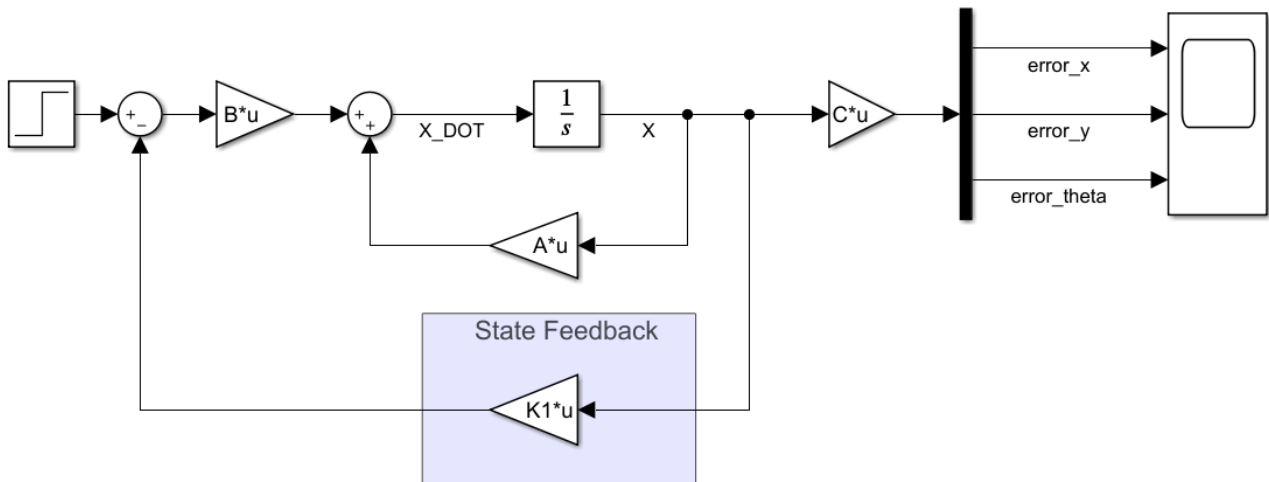 error_x
+
−
B*u
+
+
X_DOT
1
s
X
C*u
error_y
error_theta
A*u
State Feedback
K1*u